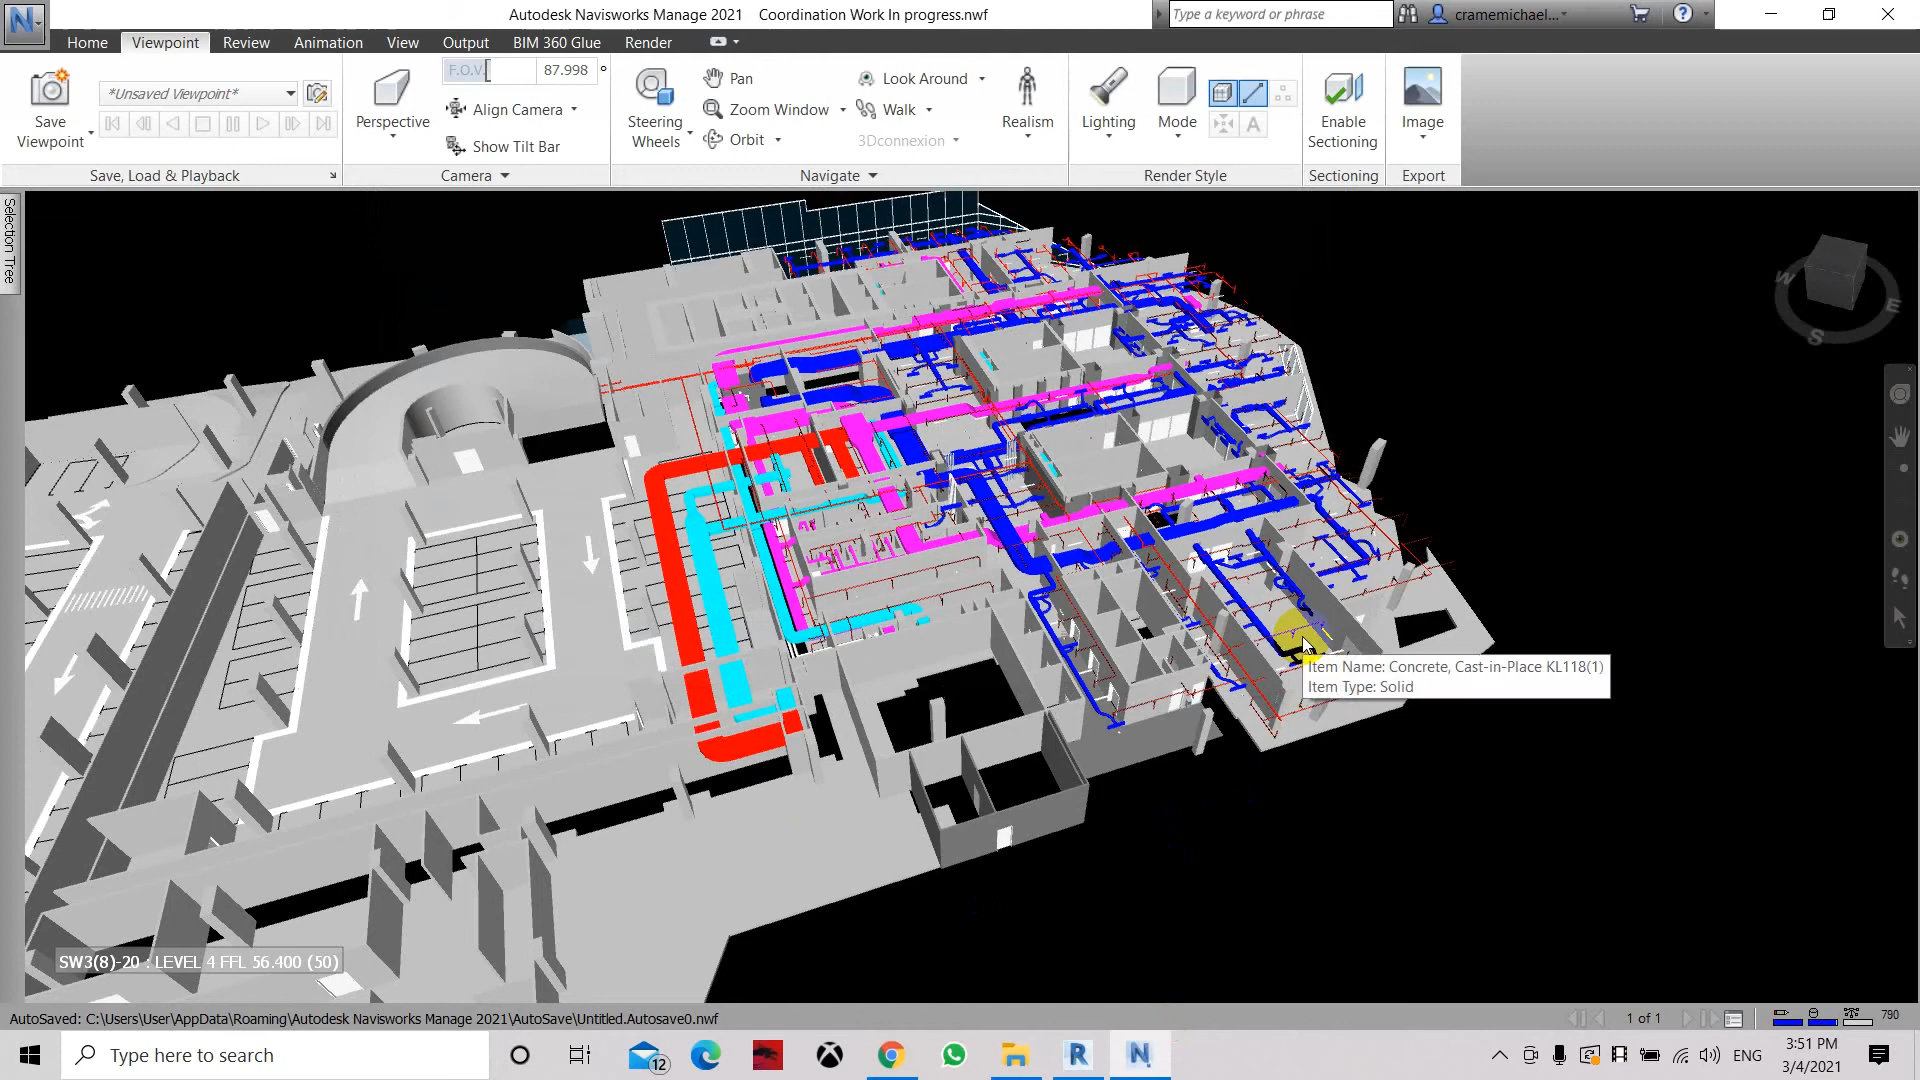 Autodesk Navisworks Manage 2021 Coordination Work In progress.nwf
Type a keyword or phrase
cramemichael...
Home Viewpoint Review Animation View Output BIM 360 Glue Render
Save Viewpoint
*Unsaved Viewpoint*
Save, Load & Playback
Perspective
F.O.V. 87.998 °
Align Camera
Show Tilt Bar
Camera
Steering Wheels
Pan
Zoom Window
Orbit
Look Around
Walk
3Dconnexion
Realism
Navigate
Lighting
Mode
A
Render Style
Enable Sectioning
Sectioning
Image
Export
Selection Tree
W
E
S
Item Name: Concrete, Cast-in-Place KL118(1)
Item Type: Solid
SW3(8)-20 : LEVEL 4 FFL 56.400 (50)
AutoSaved: C:\Users\User\AppData\Roaming\Autodesk Navisworks Manage 2021\AutoSave\Untitled.Autosave0.nwf
1 of 1
790
Type here to search
12
R
N
ENG
3:51 PM
3/4/2021